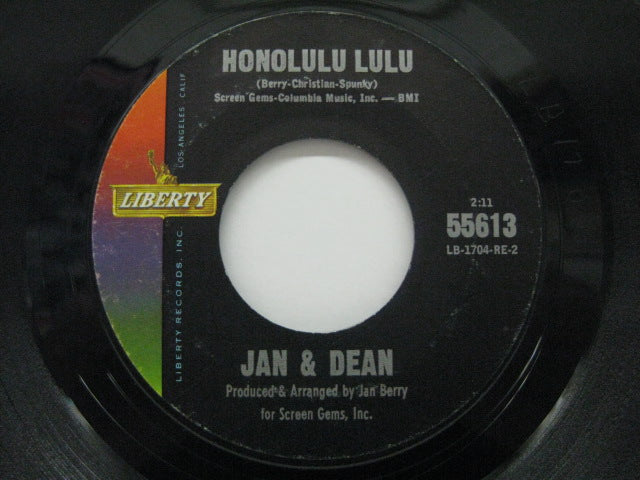 HONOLULU LULU
(Berry-Christian-Spunky)
Screen Gems-Columbia Music, Inc. — BMI
LIBERTY
LIBERTY RECORDS, INC. LOS ANGELES CALIF
2:11
55613
LB-1704-RE-2
JAN & DEAN
Produced & Arranged by Jan Berry
for Screen Gems, Inc.